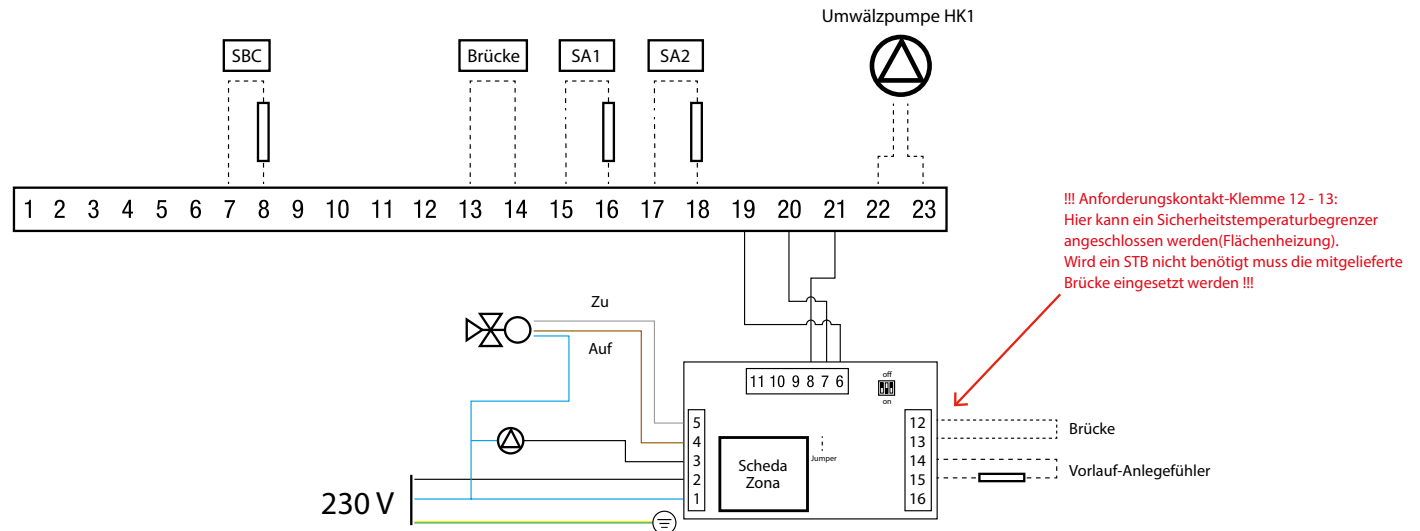 Umwälzpumpe HK1
SBC
Brücke
SA1
SA2
1 2 3 4 5 6 7 8 9 10 11 12 13 14 15 16 17 18 19 20 21 22 23
!!! Anforderungskontakt-Klemme 12 - 13:
Hier kann ein Sicherheitstemperaturbegrenzer
angeschlossen werden(Flächenheizung).
Wird ein STB nicht benötigt muss die mitgelieferte
Brücke eingesetzt werden !!!
Zu
Auf
11 10 9 8 7 6
off
on
5
4
3
2
1
Scheda
Zona
Jumper
12
13
14
15
16
Brücke
Vorlauf-Anlegefühler
230 V